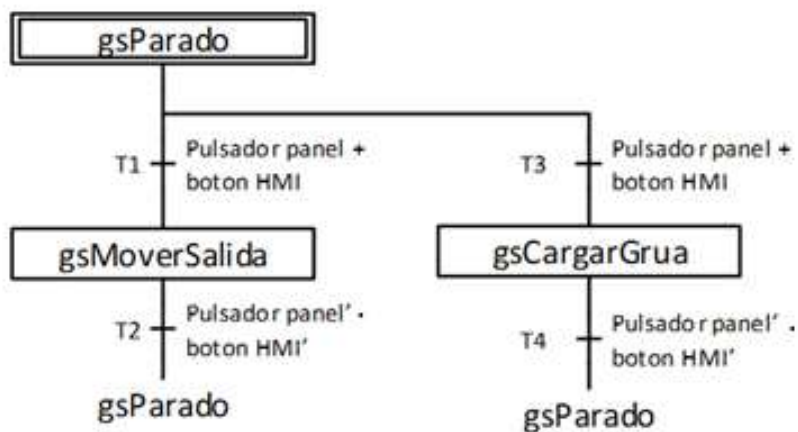 gsParado
T1
Pulsador panel +
boton HMI
T3
Pulsador panel +
boton HMI
gsMoverSalida
gsCargarGrua
T2
Pulsador panel' ·
boton HMI'
T4
Pulsador panel' ·
boton HMI'
gsParado
gsParado